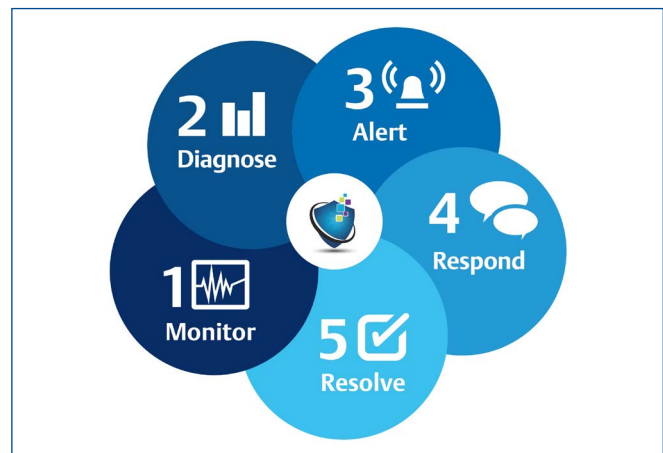 1
Monitor
2
Diagnose
3
Alert
4
Respond
5
Resolve